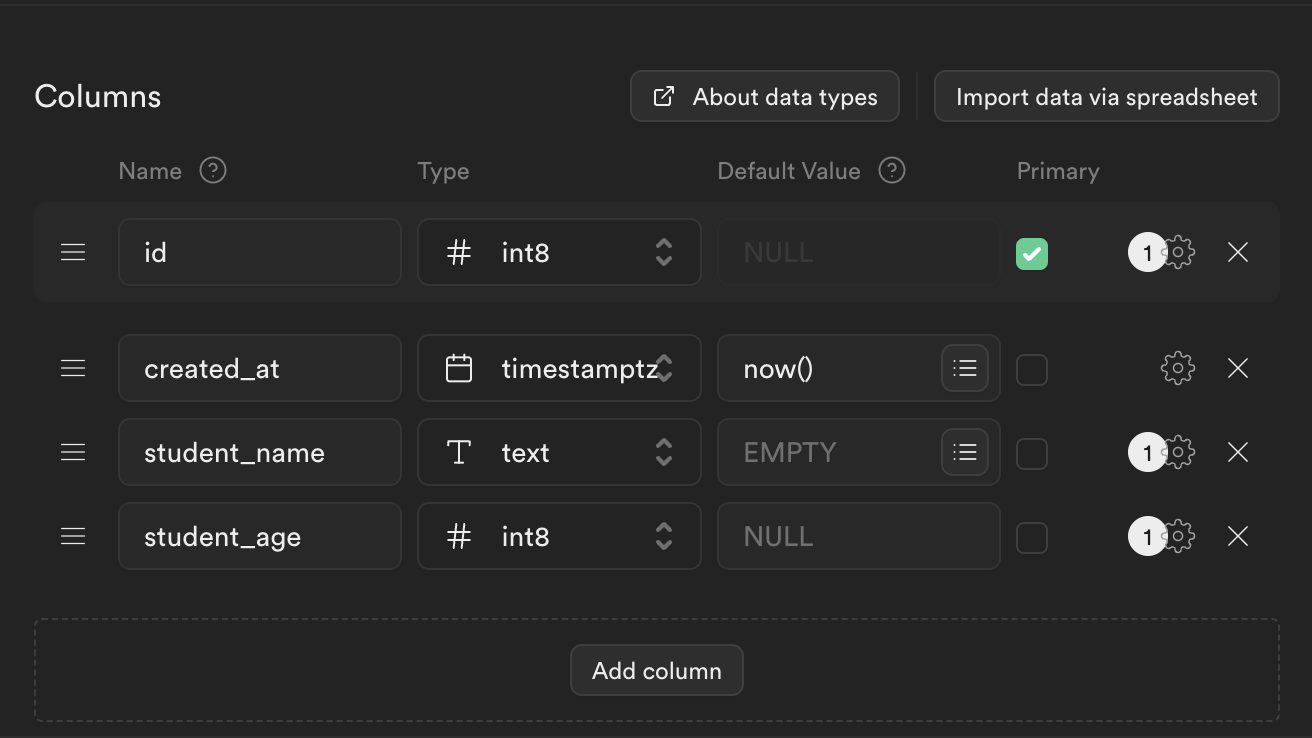 Columns
About data types
Import data via spreadsheet
Name ?
Type
Default Value ?
Primary
id
# int8
NULL
1
created_at
timestamptz
now()
student_name
T text
EMPTY
1
student_age
# int8
NULL
1
Add column